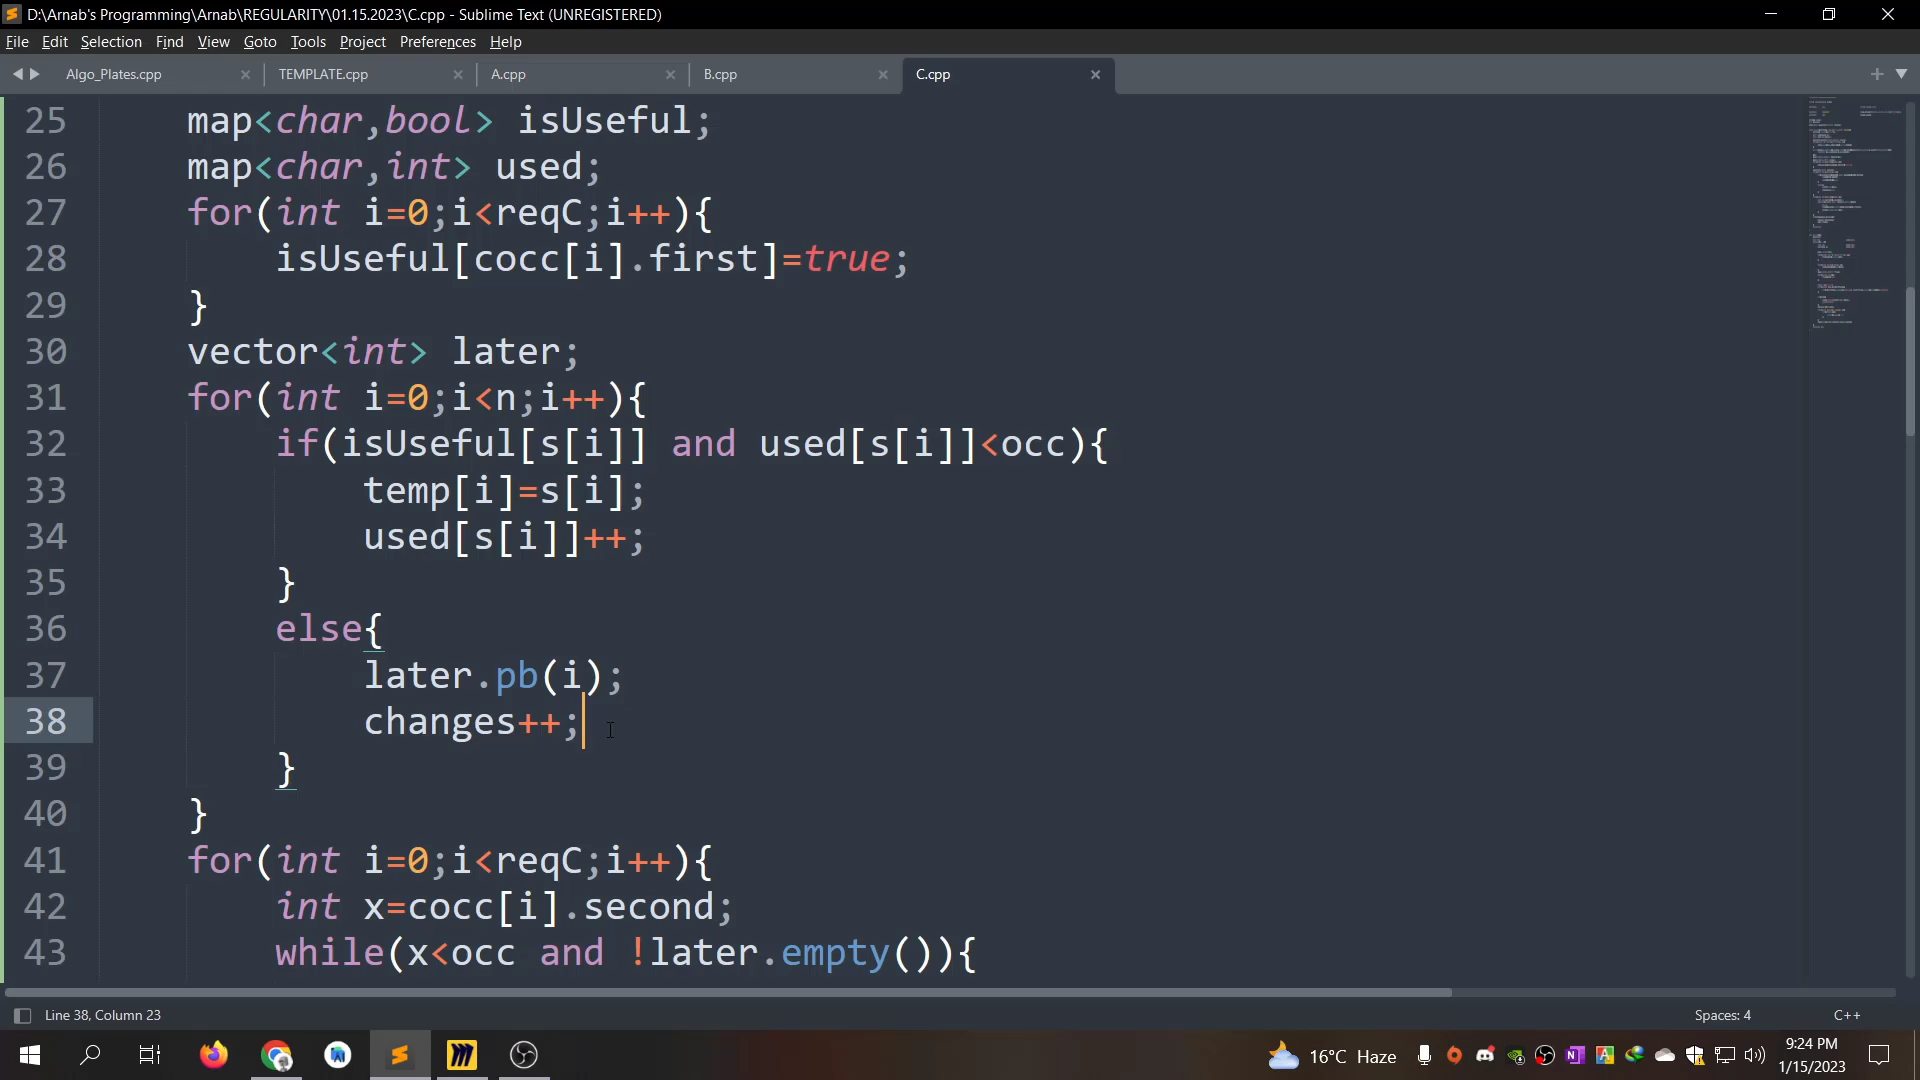 D:\Arnab's Programming\Arnab\REGULARITY\01.15.2023\C.cpp - Sublime Text (UNREGISTERED)
File Edit Selection Find View Goto Tools Project Preferences Help
Algo_Plates.cpp TEMPLATE.cpp A.cpp B.cpp C.cpp
25 map<char,bool> isUseful;
26 map<char,int> used;
27 for(int i=0;i<reqC;i++){
28 isUseful[cocc[i].first]=true;
29 }
30 vector<int> later;
31 for(int i=0;i<n;i++){
32 if(isUseful[s[i]] and used[s[i]]<occ){
33 temp[i]=s[i];
34 used[s[i]]++;
35 }
36 else{
37 later.pb(i);
38 changes++;
39 }
40 }
41 for(int i=0;i<reqC;i++){
42 int x=cocc[i].second;
43 while(x<occ and !later.empty()){
Line 38, Column 23 Spaces: 4 C++
16°C Haze 9:24 PM
1/15/2023